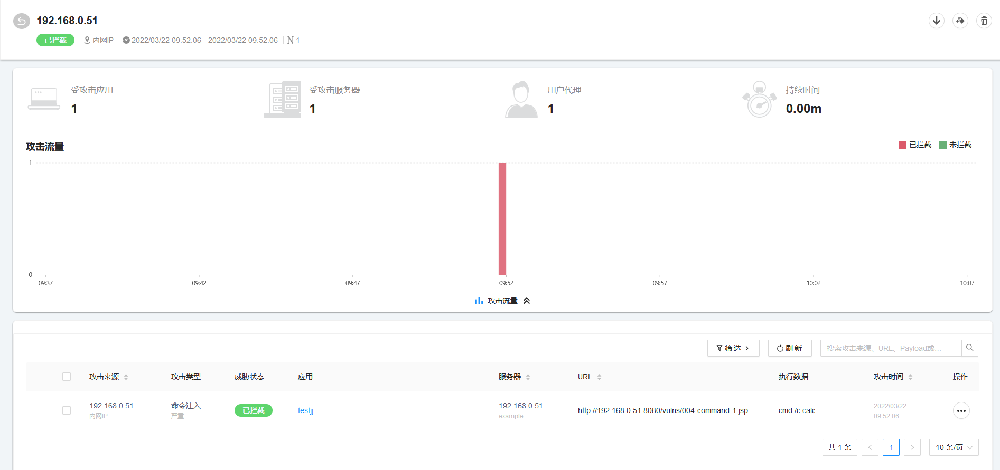 192.168.0.51
已拦截 内网IP 2022/03/22 09:52:06 - 2022/03/22 09:52:06 N 1
受攻击应用
1
受攻击服务器
1
用户代理
1
持续时间
0.00m
攻击流量
已拦截 未拦截
1
0
09:37 09:42 09:47 09:52 09:57 10:02 10:07
攻击流量
筛选 刷新 搜索攻击来源、URL、Payload或...
攻击来源 攻击类型 威胁状态 应用 服务器 URL 执行数据 攻击时间 操作
192.168.0.51 命令注入 已拦截 testjj 192.168.0.51 http://192.168.0.51:8080/vulns/004-command-1.jsp cmd /c calc 2022/03/22
内网IP 严重 example 09:52:06
共 1 条 < 1 > 10 条/页